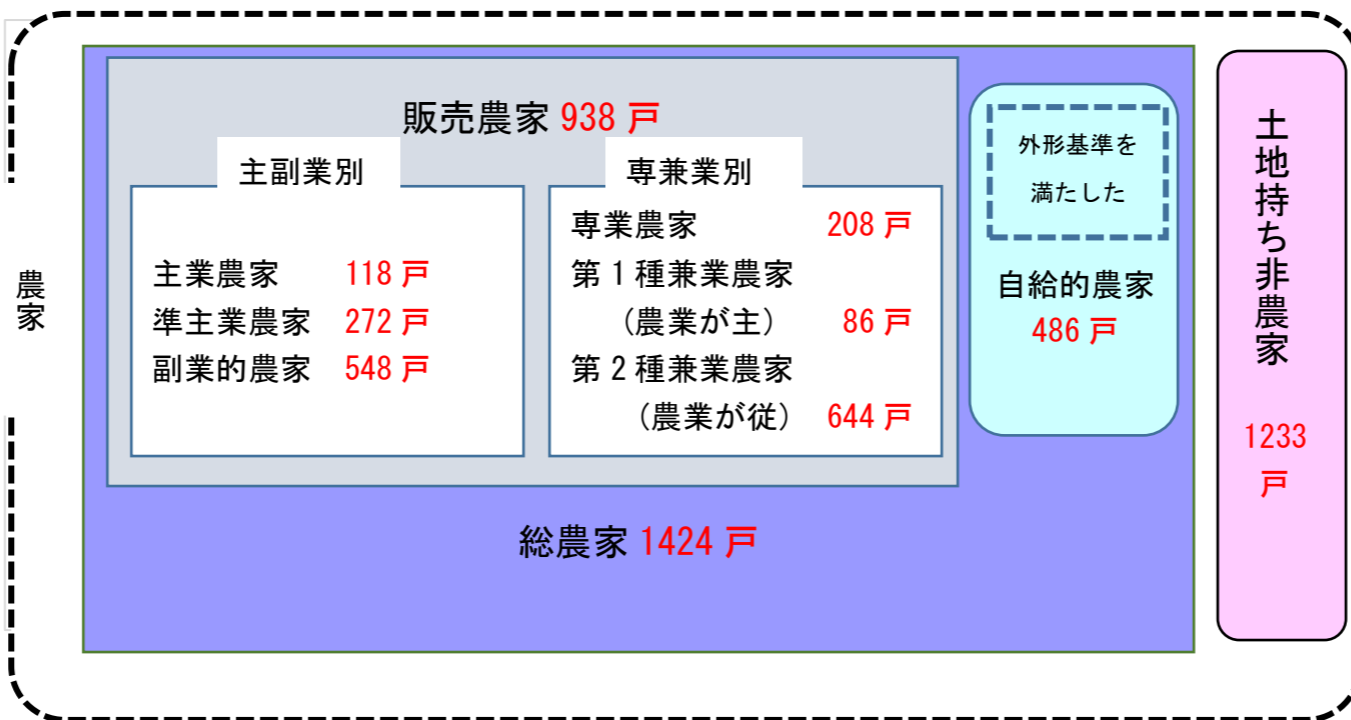 農家
販売農家 938 戸
主副業別
主業農家 118 戸
準主業農家 272 戸
副業的農家 548 戸
専兼業別
専業農家 208 戸
第1種兼業農家
(農業が主) 86 戸
第2種兼業農家
(農業が従) 644 戸
外形基準を
満たした
自給的農家
486 戸
総農家 1424 戸
土地持ち非農家
1233
戸